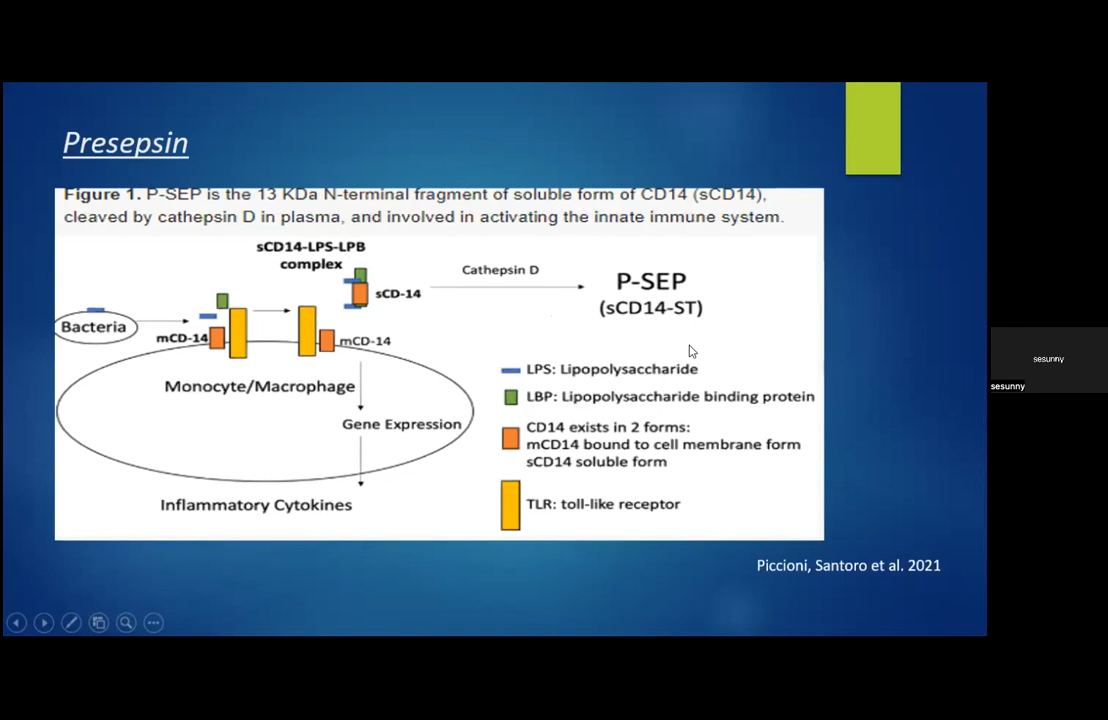 Presepsin
Figure 1. P-SEP is the 13 KDa N-terminal fragment of soluble form of CD14 (sCD14),
cleaved by cathepsin D in plasma, and involved in activating the innate immune system.
sCD14-LPS-LPB
complex
Cathepsin D
P-SEP
(sCD14-ST)
sCD-14
Bacteria
mCD-14
mCD-14
Monocyte/Macrophage
Gene Expression
Inflammatory Cytokines
LPS: Lipopolysaccharide
LBP: Lipopolysaccharide binding protein
CD14 exists in 2 forms:
mCD14 bound to cell membrane form
sCD14 soluble form
TLR: toll-like receptor
Piccioni, Santoro et al. 2021
sesunny
sesunny